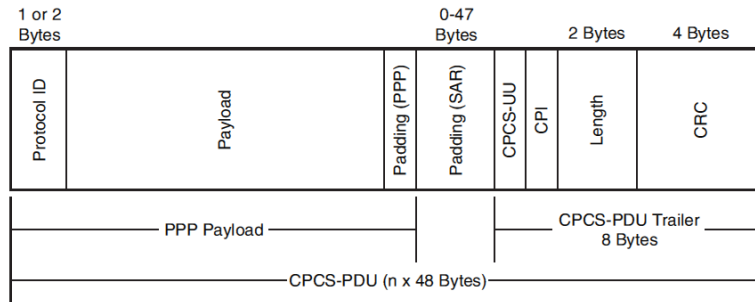 1 or 2
Bytes
0-47
Bytes
2 Bytes
4 Bytes
Protocol ID
Payload
Padding (PPP)
Padding (SAR)
CPCS-UU
CPI
Length
CRC
PPP Payload
CPCS-PDU Trailer
8 Bytes
CPCS-PDU (n x 48 Bytes)